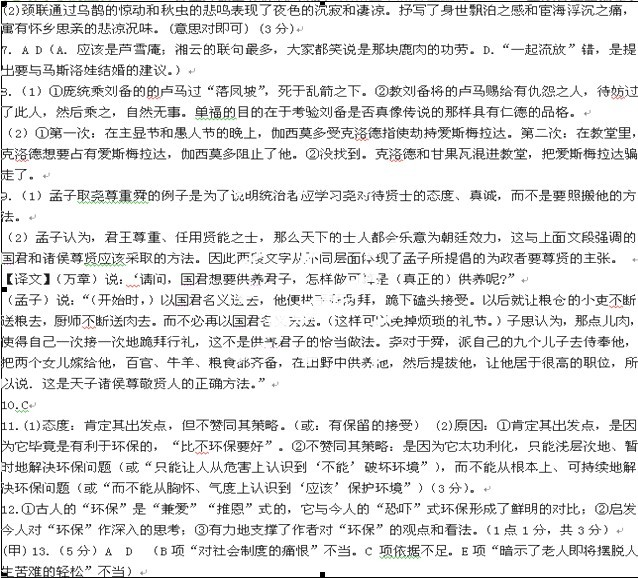 (2)颈联通过乌鹊的惊动和秋虫的悲鸣表现了夜色的沉寂和凄凉。抒写了身世飘泊之感和宦海浮沉之痛，
寓有怀乡思亲的悲凉况味。(意思对即可)(3分)
7. A D(A. 应该是芦雪庵，湘云的联句最多，大家都笑说是那块鹿肉的功劳。D.“一起流放”错，是提
出要与马斯洛娃结婚的建议。)
8.（1）①庞统乘刘备的的卢马过“落凤坡”，死于乱箭之下。②教刘备将的卢马赐给有仇怨之人，待妨过
了此人，然后乘之，自然无事。单福的目的在于考验刘备是否真像传说的那样具有仁德的品格。
（2）①第一次：在主显节和愚人节的晚上，伽西莫多受克洛德指使劫持爱斯梅拉达。第二次：在教堂里，
克洛德想要占有爱斯梅拉达，伽西莫多阻止了他。②没找到。克洛德和甘果瓦混进教堂，把爱斯梅拉达骗
走了。
9.（1）孟子取尧尊重舜的例子是为了说明统治者应学习尧对待贤士的态度、真诚，而不是要照搬他的方
法。
（2）孟子认为，君王尊重、任用贤能之士，那么天下的士人都会乐意为朝廷效力，这与上面文段强调的
国君和诸侯尊贤应该采取的方法。因此两段文字从不同层面体现了孟子所提倡的为政者要尊贤的主张。
【译文】（万章）说：“请问，国君想要供养君子，怎样做可算是（真正的）供养呢?”
（孟子）说：“（开始时，）以国君名义送去，他便拱手再拜，跪下磕头接受。以后就让粮仓的小吏不断
送粮去，厨师不断送肉去。而不必再以国君名义送。（这样可以免掉烦琐的礼节。）子思认为，那点儿肉，
使得自己一次接一次地跪拜行礼，这不是供养君子的恰当做法。尧对于舜，派自己的九个儿子去侍奉他，
把两个女儿嫁给他，百官、牛羊、粮食都齐备，在田野中供养他，然后提拔他，让他居于很高的职位，所
以说．这是天子诸侯尊敬贤人的正确方法。”
10.C
11.(1)态度：肯定其出发点，但不赞同其策略。（或：有保留的接受）（2)原因：①肯定其出发点，是因
为它毕竟是有利于环保的，“比不环保要好”。②不赞同其策略：是因为它太功利化，只能浅层次地、暂
时地解决环保问题（或“只能让人从危害上认识到‘不能’破坏环境”），而不能从根本上、可持续地解
决环保问题（或“而不能从胸怀、气度上认识到‘应该’保护环境”)（3分）。
12.①古人的“环保”是“兼爱”“推恩”式的，它与今人的“恐吓”式环保形成了鲜明的对比；②启发
今人对“环保”作深入的思考；③有力地支撑了作者对“环保”的观点和看法。（1点1分，共3分）
(甲)13.（5分）A　D　（B项“对社会制度的痛恨”不当。C 项依据不足。E项“暗示了老人即将摆脱人
生苦难的轻松”不当）